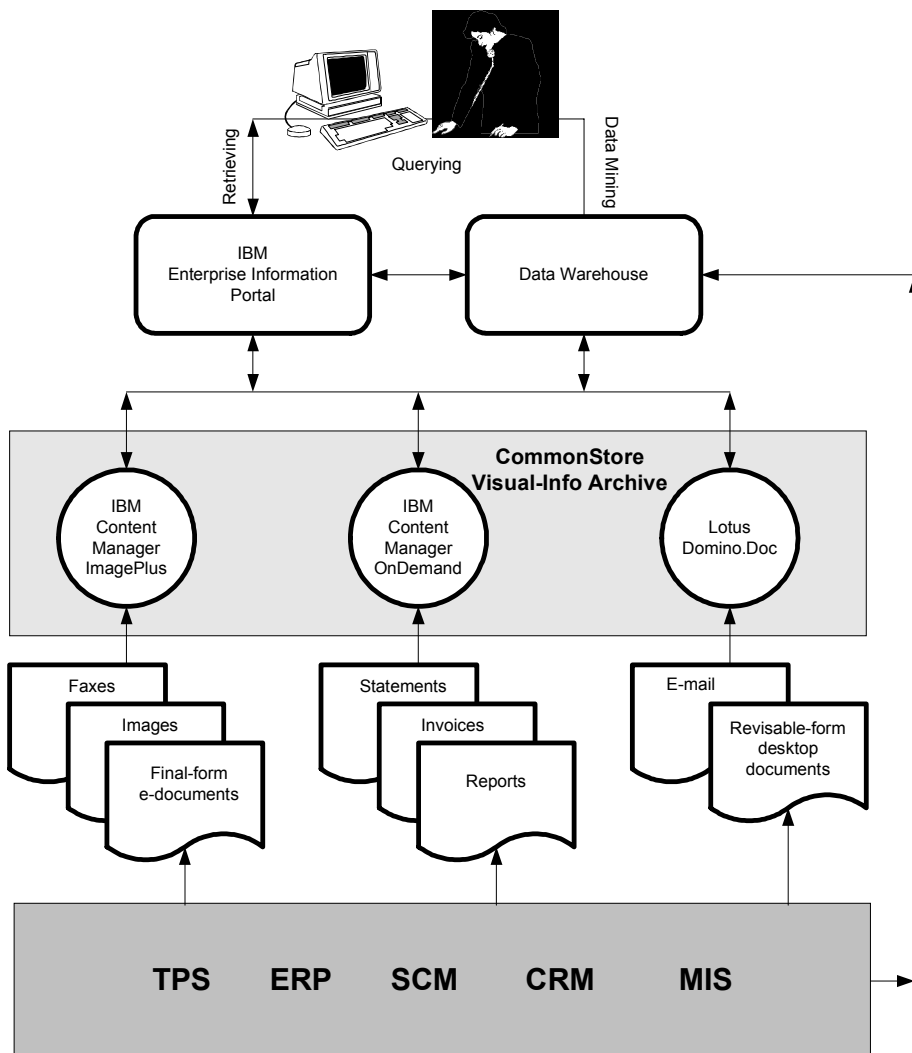 Querying
Retrieving
Data Mining
IBM
Enterprise Information
Portal
Data Warehouse
CommonStore
Visual-Info Archive
IBM
Content
Manager
ImagePlus
IBM
Content
Manager
OnDemand
Lotus
Domino.Doc
Faxes
Images
Final-form
e-documents
Statements
Invoices
Reports
E-mail
Revisable-form
desktop
documents
TPS ERP SCM CRM MIS